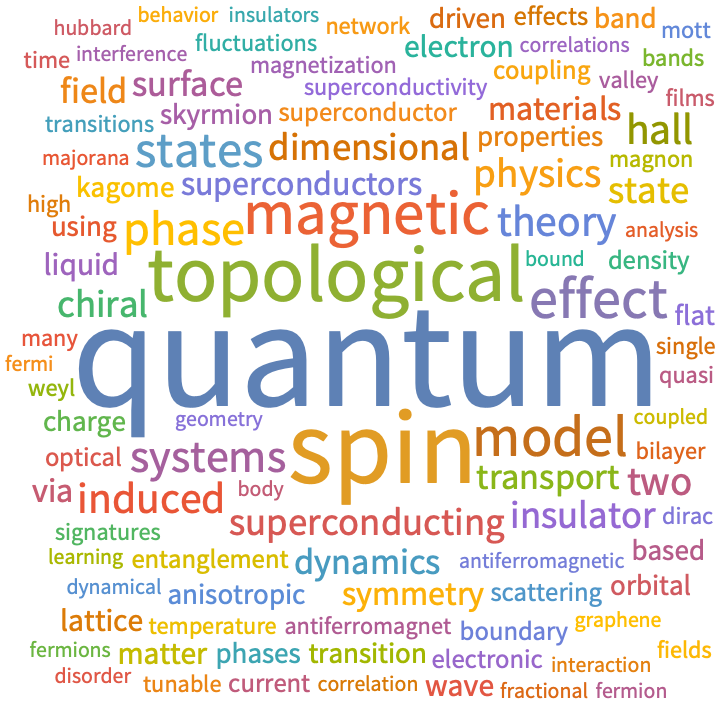 behavior insulators driven effects band mott
hubbard fluctuations network electron correlations
time interference magnetization coupling valley bands
field surface superconductivity films
transitions skyrmion superconductor materials hall
majorana states dimensional properties magnon
kagome superconductors physics state
high using phase magnetic theory analysis
liquid topological bound density
chiral effect flat
many quantum single
fermi quasi
weyl
charge geometry spin model coupled
optical systems transport two bilayer
via induced body insulator dirac
signatures superconducting based
learning entanglement dynamics antiferromagnetic
dynamical anisotropic symmetry scattering orbital
lattice temperature antiferromagnet boundary graphene
fermions matter phases transition electronic interaction fields
disorder tunable current correlation wave fractional fermion